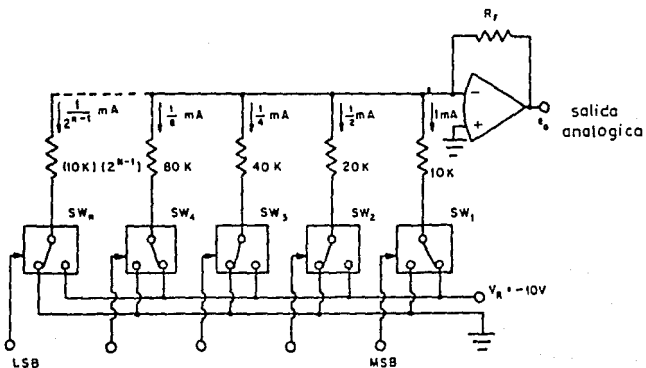 R_f
-
+
e_o
salida
analogica
1/2^{n-1} mA
1/8 mA
1/4 mA
1/2 mA
1mA
(10K) (2^{N-1})
80K
40K
20K
10K
SW_n
SW_4
SW_3
SW_2
SW_1
V_R = -10V
LSB
MSB